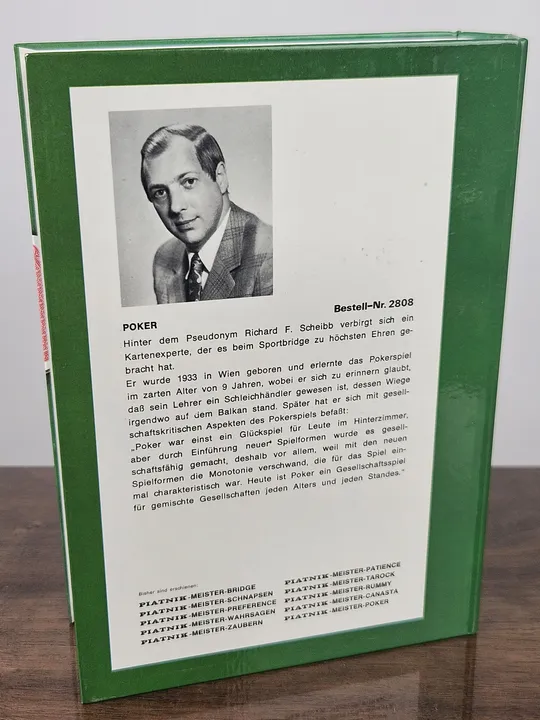 Bestell–Nr. 2808
POKER
Hinter dem Pseudonym Richard F. Scheibb verbirgt sich ein
Kartenexperte, der es beim Sportbridge zu höchsten Ehren ge-
bracht hat.
Er wurde 1933 in Wien geboren und erlernte das Pokerspiel
im zarten Alter von 9 Jahren, wobei er sich zu erinnern glaubt,
daß sein Lehrer ein Schleichhändler gewesen ist, dessen Wiege
irgendwo auf dem Balkan stand. Später hat er sich mit gesell-
schaftskritischen Aspekten des Pokerspiels befaßt:
„Poker war einst ein Glückspiel für Leute im Hinterzimmer,
aber durch Einführung neuer Spielformen wurde es gesell-
schaftsfähig gemacht, deshalb vor allem, weil mit den neuen
Spielformen die Monotonie verschwand, die für das Spiel ein-
mal charakteristisch war. Heute ist Poker ein Gesellschaftsspiel
für gemischte Gesellschaften jeden Alters und jeden Standes."
Bisher sind erschienen:
PIATNIK-MEISTER-BRIDGE
PIATNIK-MEISTER-SCHNAPSEN
PIATNIK-MEISTER-PREFERENCE
PIATNIK-MEISTER-WAHRSAGEN
PIATNIK-MEISTER-ZAUBERN
PIATNIK-MEISTER-PATIENCE
PIATNIK-MEISTER-TAROCK
PIATNIK-MEISTER-RUMMY
PIATNIK-MEISTER-CANASTA
PIATNIK-MEISTER-POKER